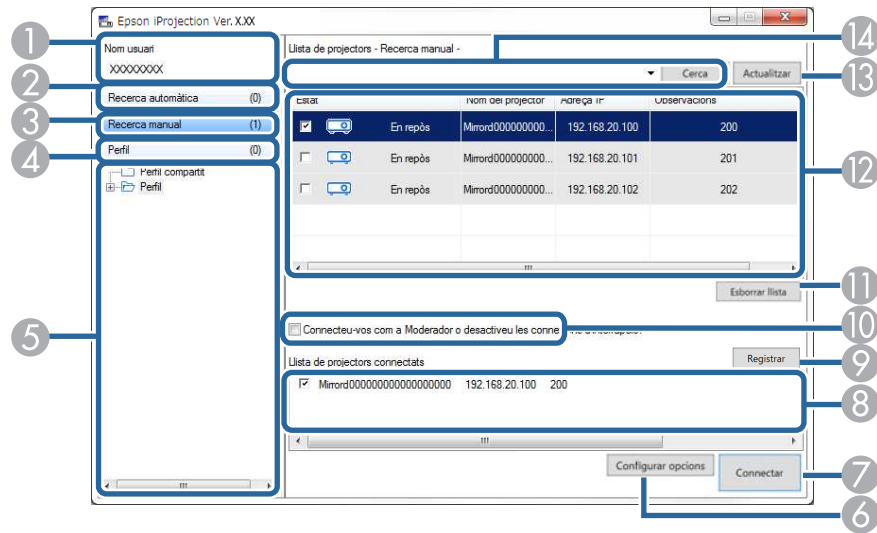 Epson iProjection Ver. X.XX
Nom usuari
XXXXXXXX
Recerca automàtica (0)
Recerca manual (1)
Perfil (0)
Perfil compartit
Perfil
Llista de projectors - Recerca manual -
Cerca
Actualitzar
Estat Nom del projector Adreça IP Observacions
En repòs Mirrord000000000... 192.168.20.100 200
En repòs Mirrord000000000... 192.168.20.101 201
En repòs Mirrord000000000... 192.168.20.102 202
Esborrar llista
Connecteu-vos com a Moderador o desactiveu les conne
Llista de projectors connectats
Registrar
Mirrord00000000000000000 192.168.20.100 200
Configurar opcions
Connectar
1
2
3
4
5
6
7
8
9
10
11
12
13
14